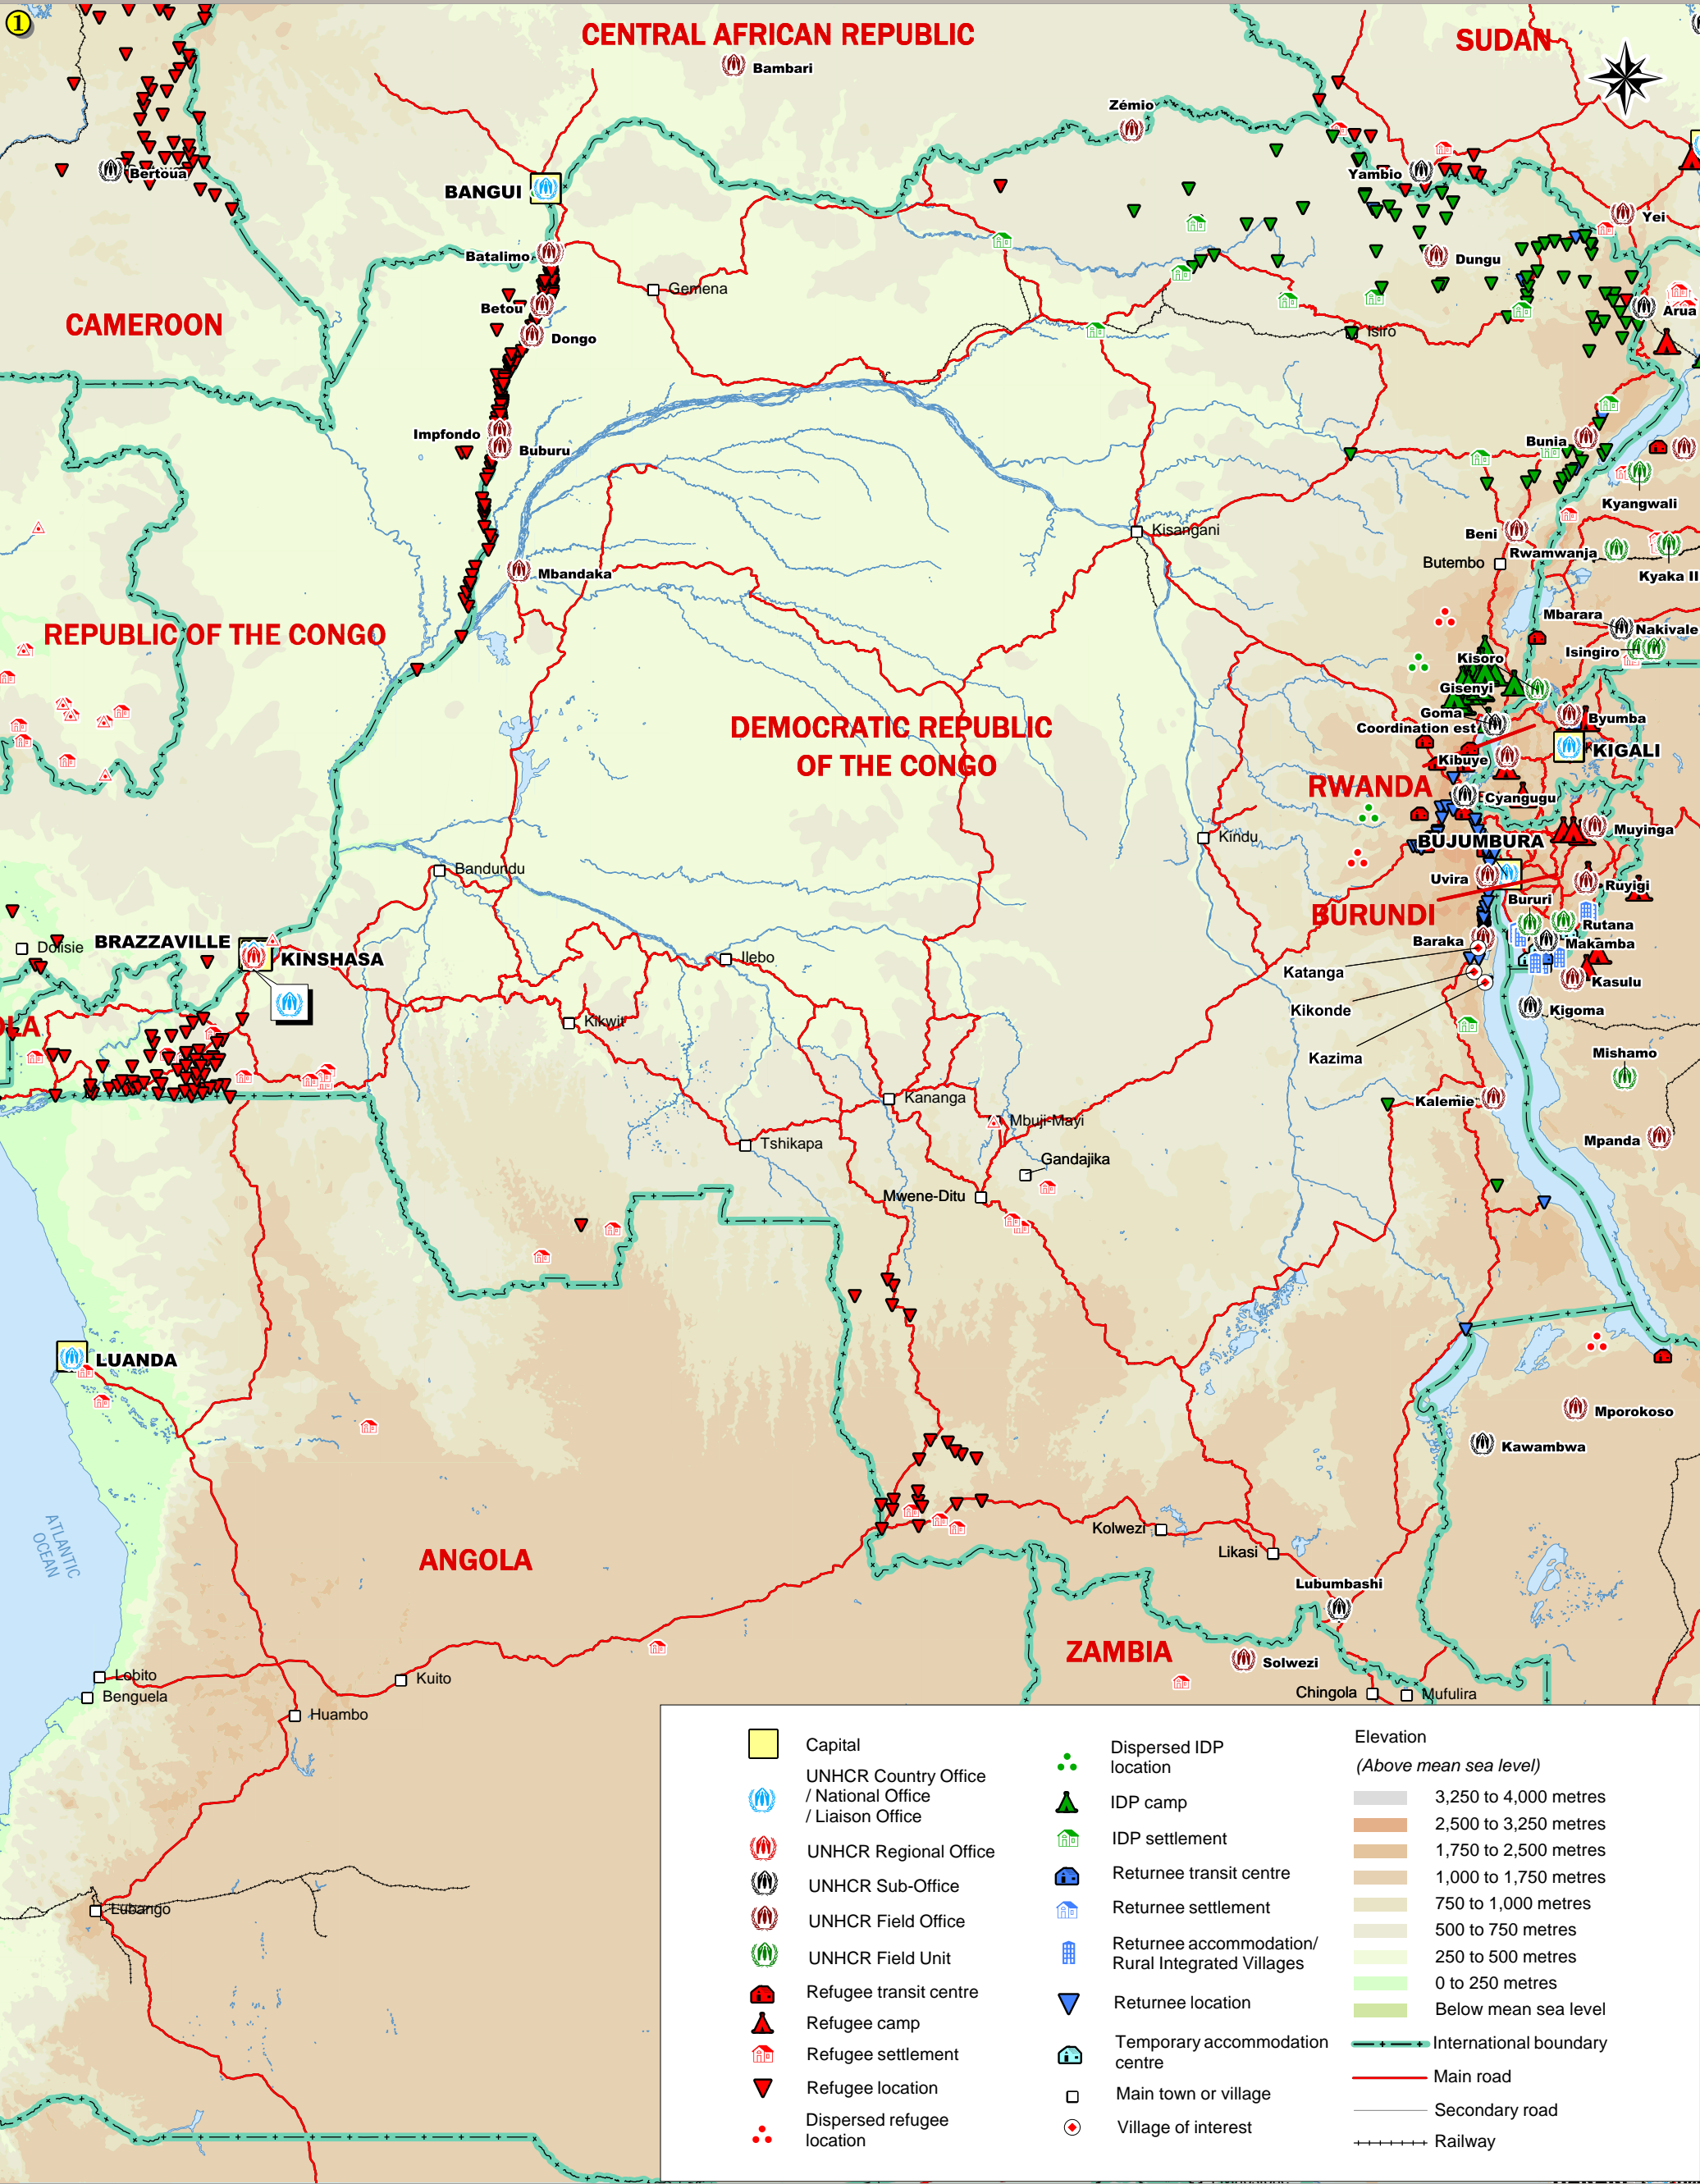 1
CENTRAL AFRICAN REPUBLIC
SUDAN
Bambari
Zémio
Bertoua
Yambio
BANGUI
Yei
Batalimo
Dungu
Gemena
Betou
Arua
CAMEROON
Dongo
Isiro
Impfondo
Bunia
Buburu
Kyangwali
Kisangani
Beni
Rwamwanja
Butembo
Mbandaka
Kyaka II
Mbarara
REPUBLIC OF THE CONGO
Nakivale
Isingiro
Kisoro
Gisenyi
Goma
Byumba
DEMOCRATIC REPUBLIC
OF THE CONGO
Coordination est
KIGALI
Kibuye
RWANDA
Cyangugu
Muyinga
Kindu
BUJUMBURA
Bandundu
Uvira
Ruyigi
Bururi
BURUNDI
Rutana
BRAZZAVILLE
Dolisie
Baraka
Makamba
KINSHASA
Ilebo
Katanga
Kasulu
Kikonde
Kigoma
Kikwit
OLA
Mishamo
Kazima
Kananga
Kalemie
Mbuji-Mayi
Tshikapa
Mpanda
Gandajika
Mwene-Ditu
LUANDA
Mporokoso
Kawambwa
ATLANTIC
OCEAN
Kolwezi
ANGOLA
Likasi
Lubumbashi
ZAMBIA
Solwezi
Lobito
Kuito
Benguela
Chingola
Mufulira
Huambo
Lubango
Capital
UNHCR Country Office
/ National Office
/ Liaison Office
UNHCR Regional Office
UNHCR Sub-Office
UNHCR Field Office
UNHCR Field Unit
Refugee transit centre
Refugee camp
Refugee settlement
Refugee location
Dispersed refugee
location
Dispersed IDP
location
IDP camp
IDP settlement
Returnee transit centre
Returnee settlement
Returnee accommodation/
Rural Integrated Villages
Returnee location
Temporary accommodation
centre
Main town or village
Village of interest
Elevation
(Above mean sea level)
3,250 to 4,000 metres
2,500 to 3,250 metres
1,750 to 2,500 metres
1,000 to 1,750 metres
750 to 1,000 metres
500 to 750 metres
250 to 500 metres
0 to 250 metres
Below mean sea level
International boundary
Main road
Secondary road
Railway